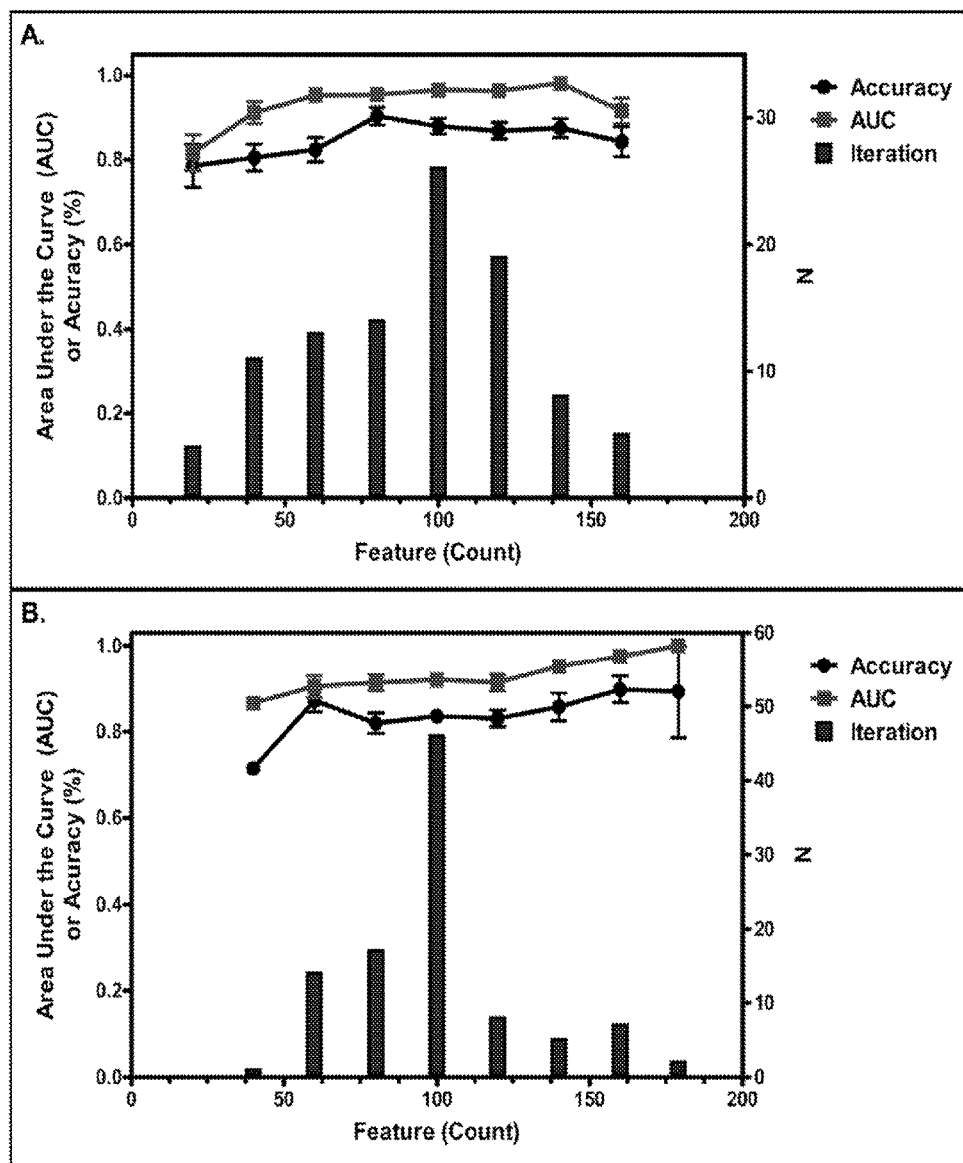 A.
Area Under the Curve (AUC)
or Acuracy (%)
1.0
0.8
0.6
0.4
0.2
0.0
0
50
100
150
200
Feature (Count)
30
20
10
0
N
Accuracy
AUC
Iteration
B.
Area Under the Curve (AUC)
or Acuracy (%)
1.0
0.8
0.6
0.4
0.2
0.0
0
50
100
150
200
Feature (Count)
60
50
40
30
20
10
0
N
Accuracy
AUC
Iteration